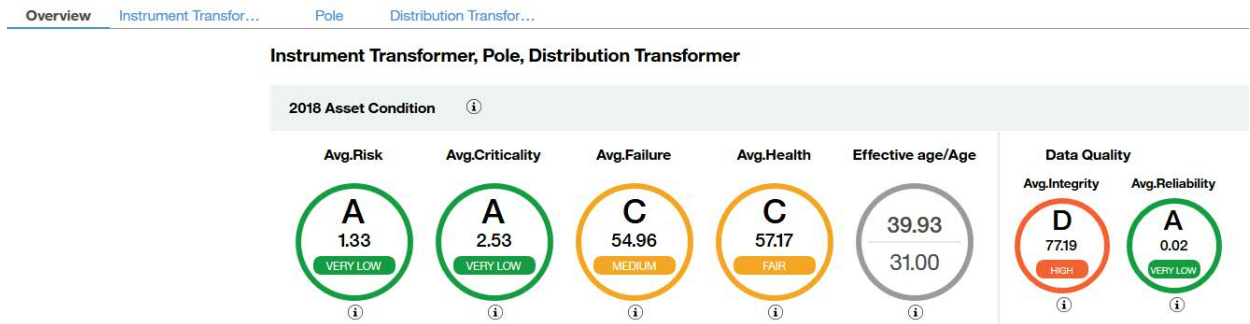 Overview Instrument Transfor... Pole Distribution Transfor...
Instrument Transformer, Pole, Distribution Transformer
2018 Asset Condition i
Avg.Risk Avg.Criticality Avg.Failure Avg.Health Effective age/Age Data Quality
Avg.Integrity Avg.Reliability
A A C C 39.93 D A
1.33 2.53 54.96 57.17 31.00 77.19 0.02
VERY LOW VERY LOW MEDIUM FAIR HIGH VERY LOW
i i i i i i i